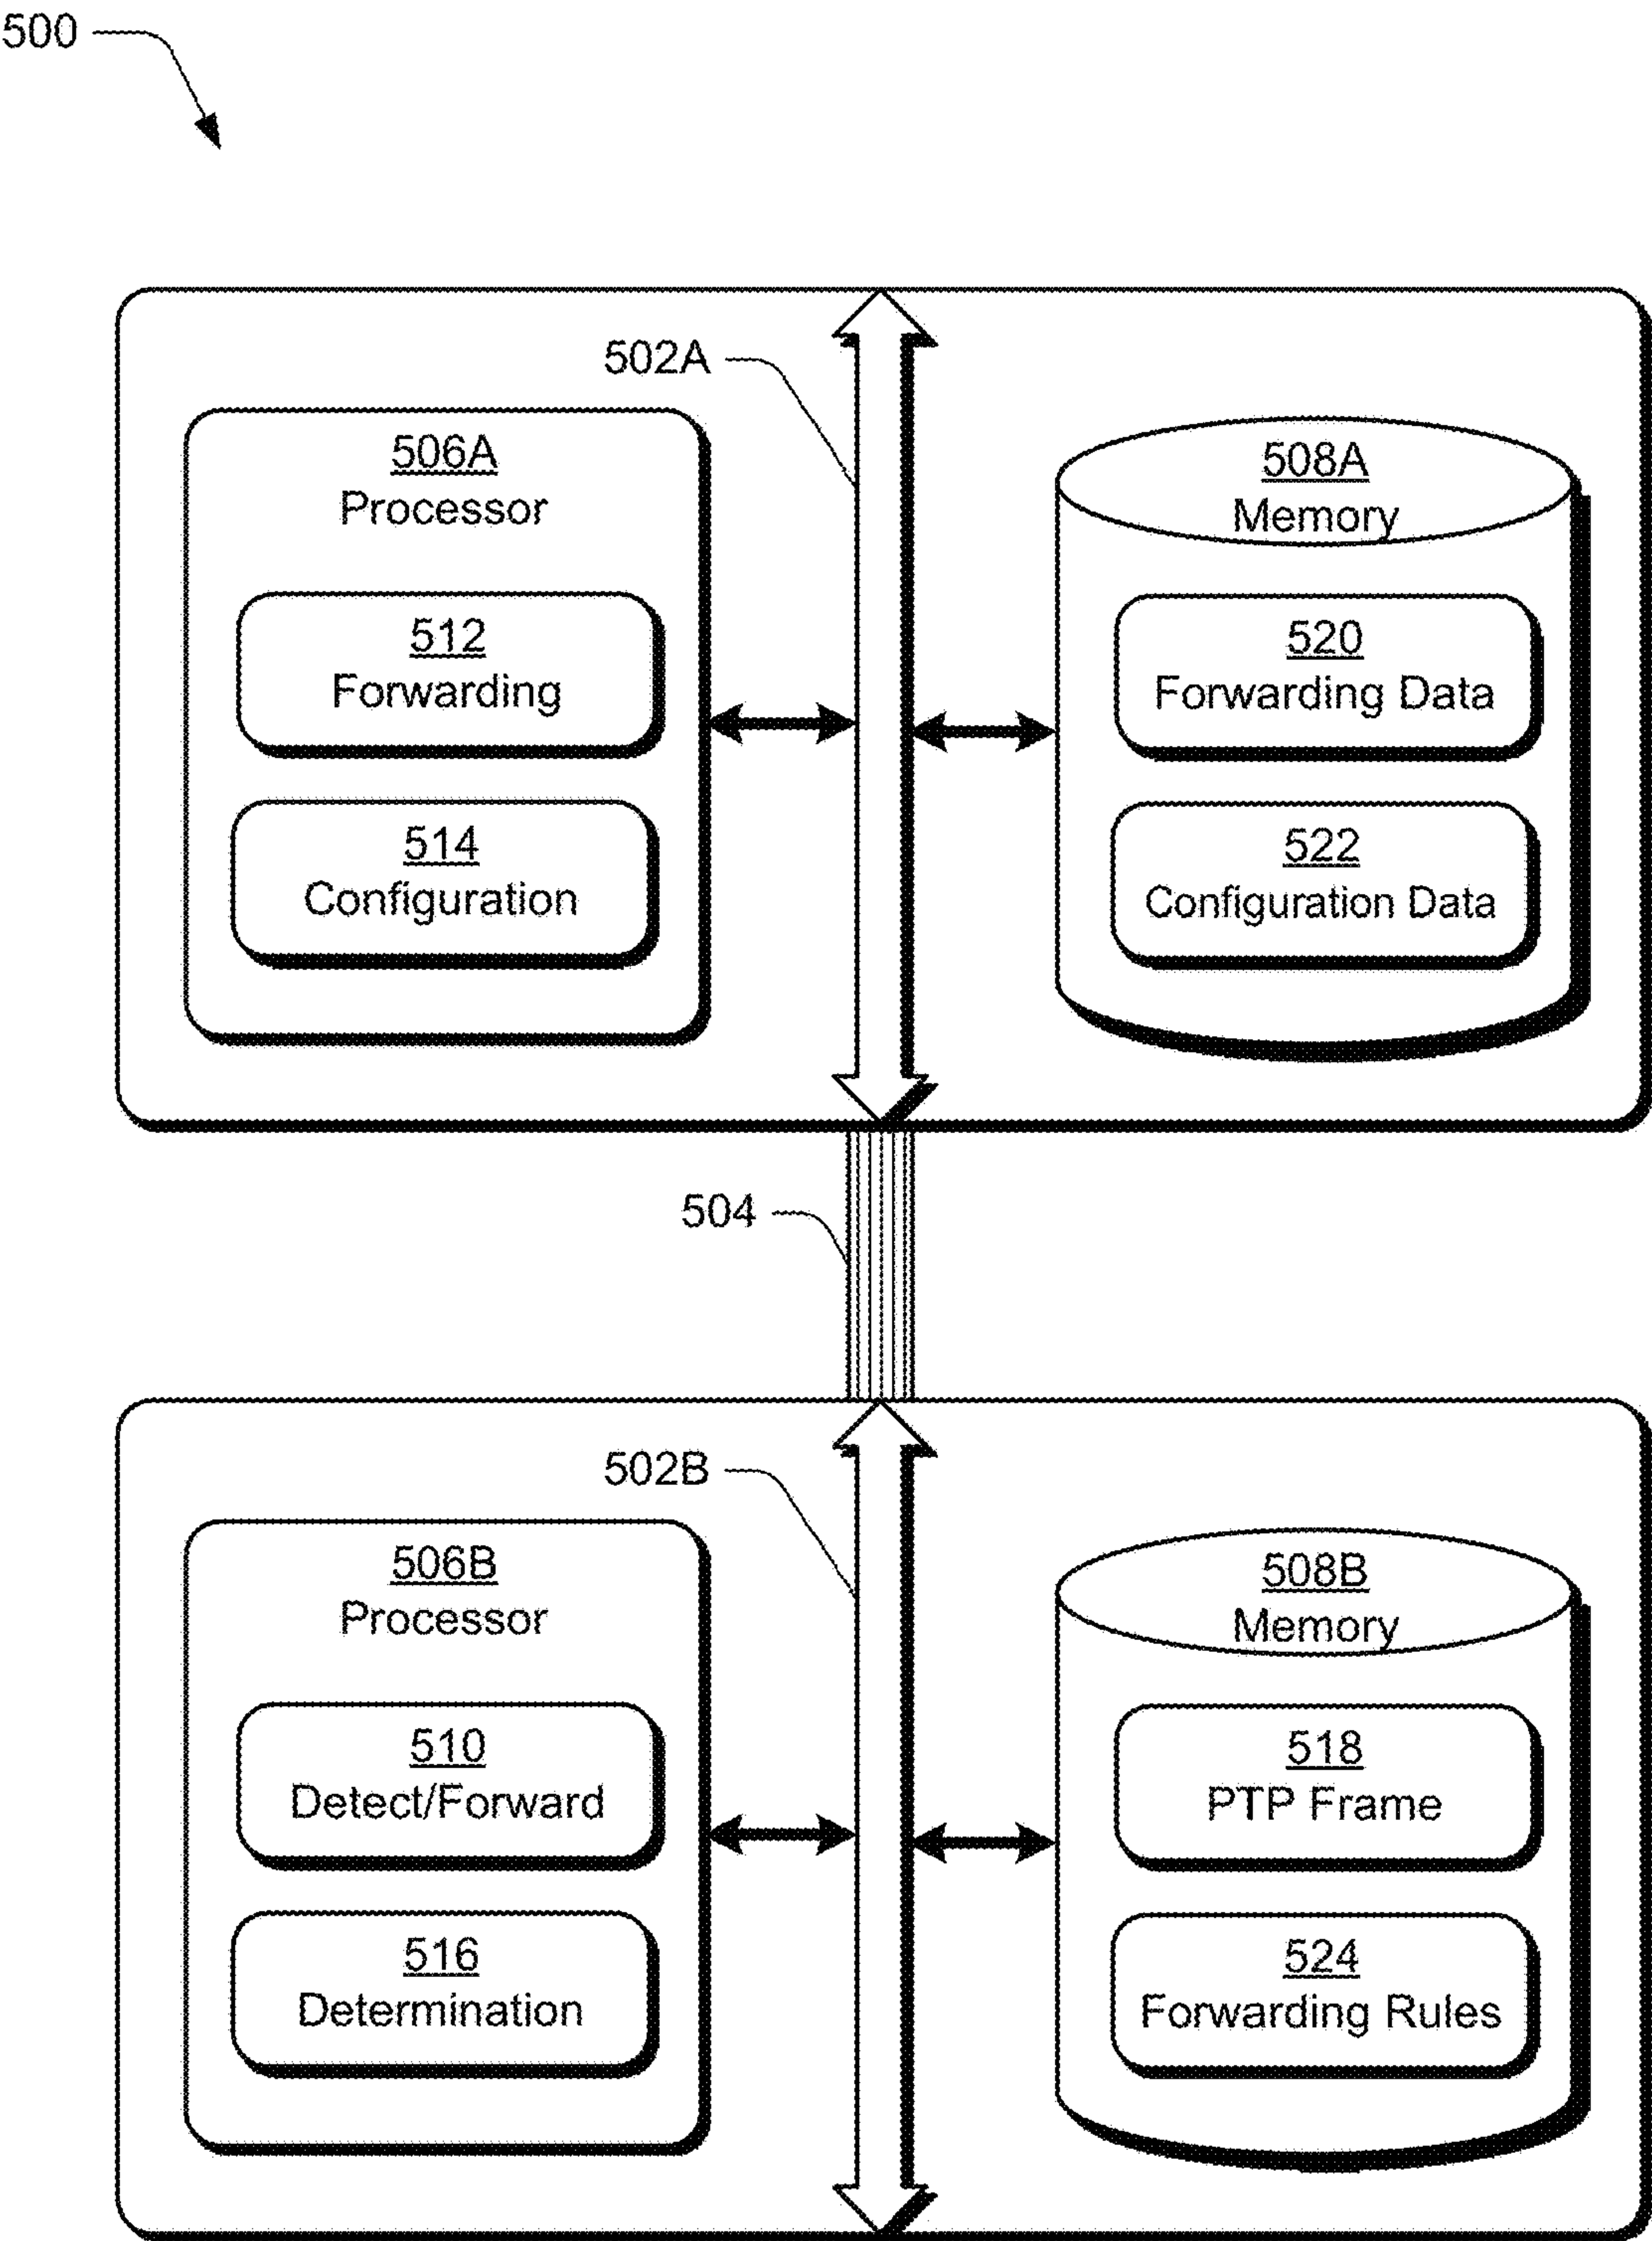 500
502A
506A
Processor
508A
Memory
512
Forwarding
520
Forwarding Data
514
Configuration
522
Configuration Data
504
502B
506B
Processor
508B
Memory
510
Detect/Forward
518
PTP Frame
516
Determination
524
Forwarding Rules